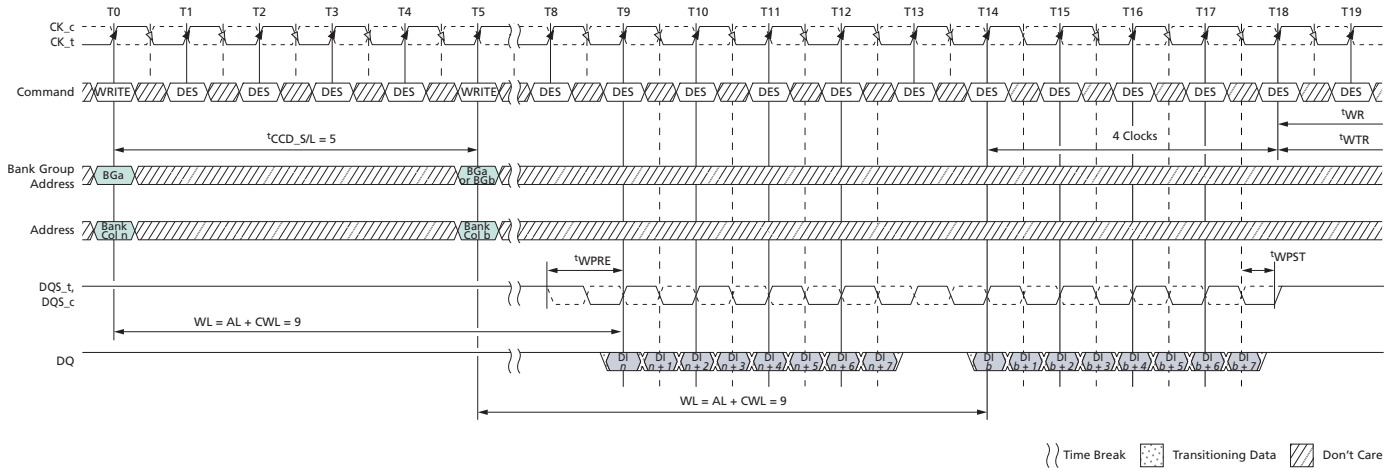 T0 T1 T2 T3 T4 T5 T8 T9 T10 T11 T12 T13 T14 T15 T16 T17 T18 T19
CK_c
CK_t
Command WRITE DES DES DES DES WRITE DES DES DES DES DES DES DES DES DES DES DES DES
tWR
tCCD_S/L = 5 4 Clocks tWTR
Bank Group
Address
BGa BGa
or BGb
Address Bank
Col n Bank
Col b
tWPRE tWPST
DQS_t,
DQS_c
WL = AL + CWL = 9
DQ DI
n DI
n + 1 DI
n + 2 DI
n + 3 DI
n + 4 DI
n + 5 DI
n + 6 DI
n + 7 DI
b DI
b + 1 DI
b + 2 DI
b + 3 DI
b + 4 DI
b + 5 DI
b + 6 DI
b + 7
WL = AL + CWL = 9
Time Break Transitioning Data Don't Care